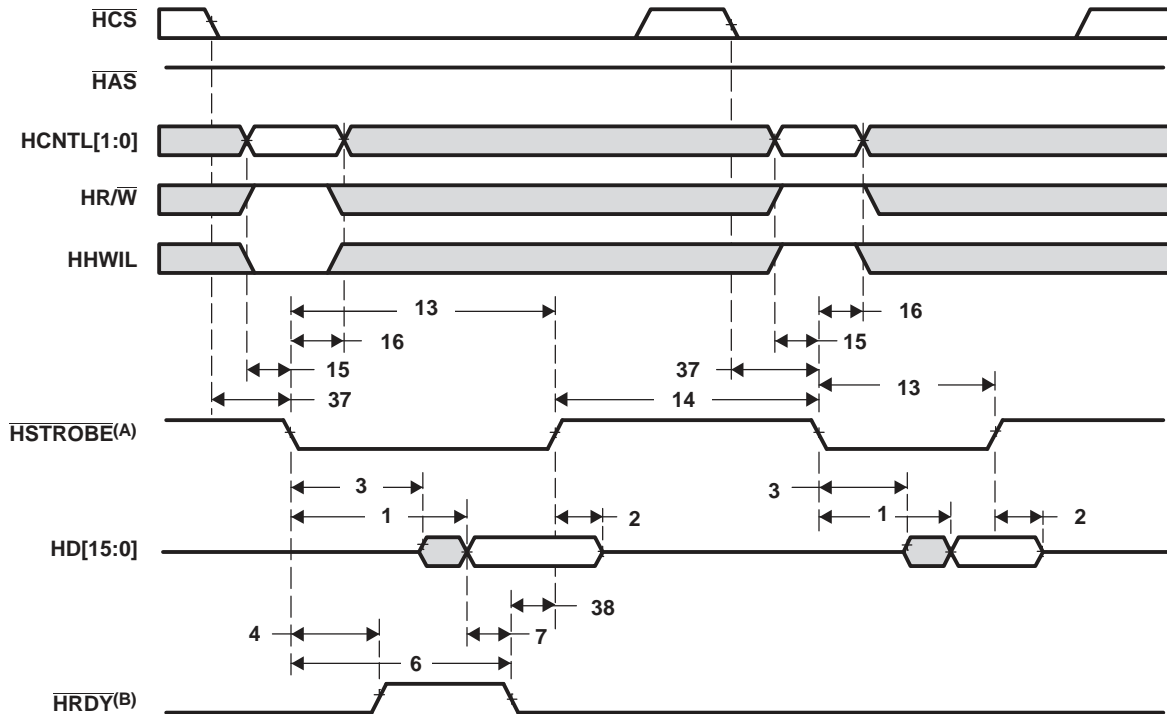 HCS
HAS
HCNTL[1:0]
HR/W
HHWIL
13
16
16
15
15
37
37
13
14
HSTROBE(A)
3
3
1
1
2
2
HD[15:0]
38
4
7
6
HRDY(B)